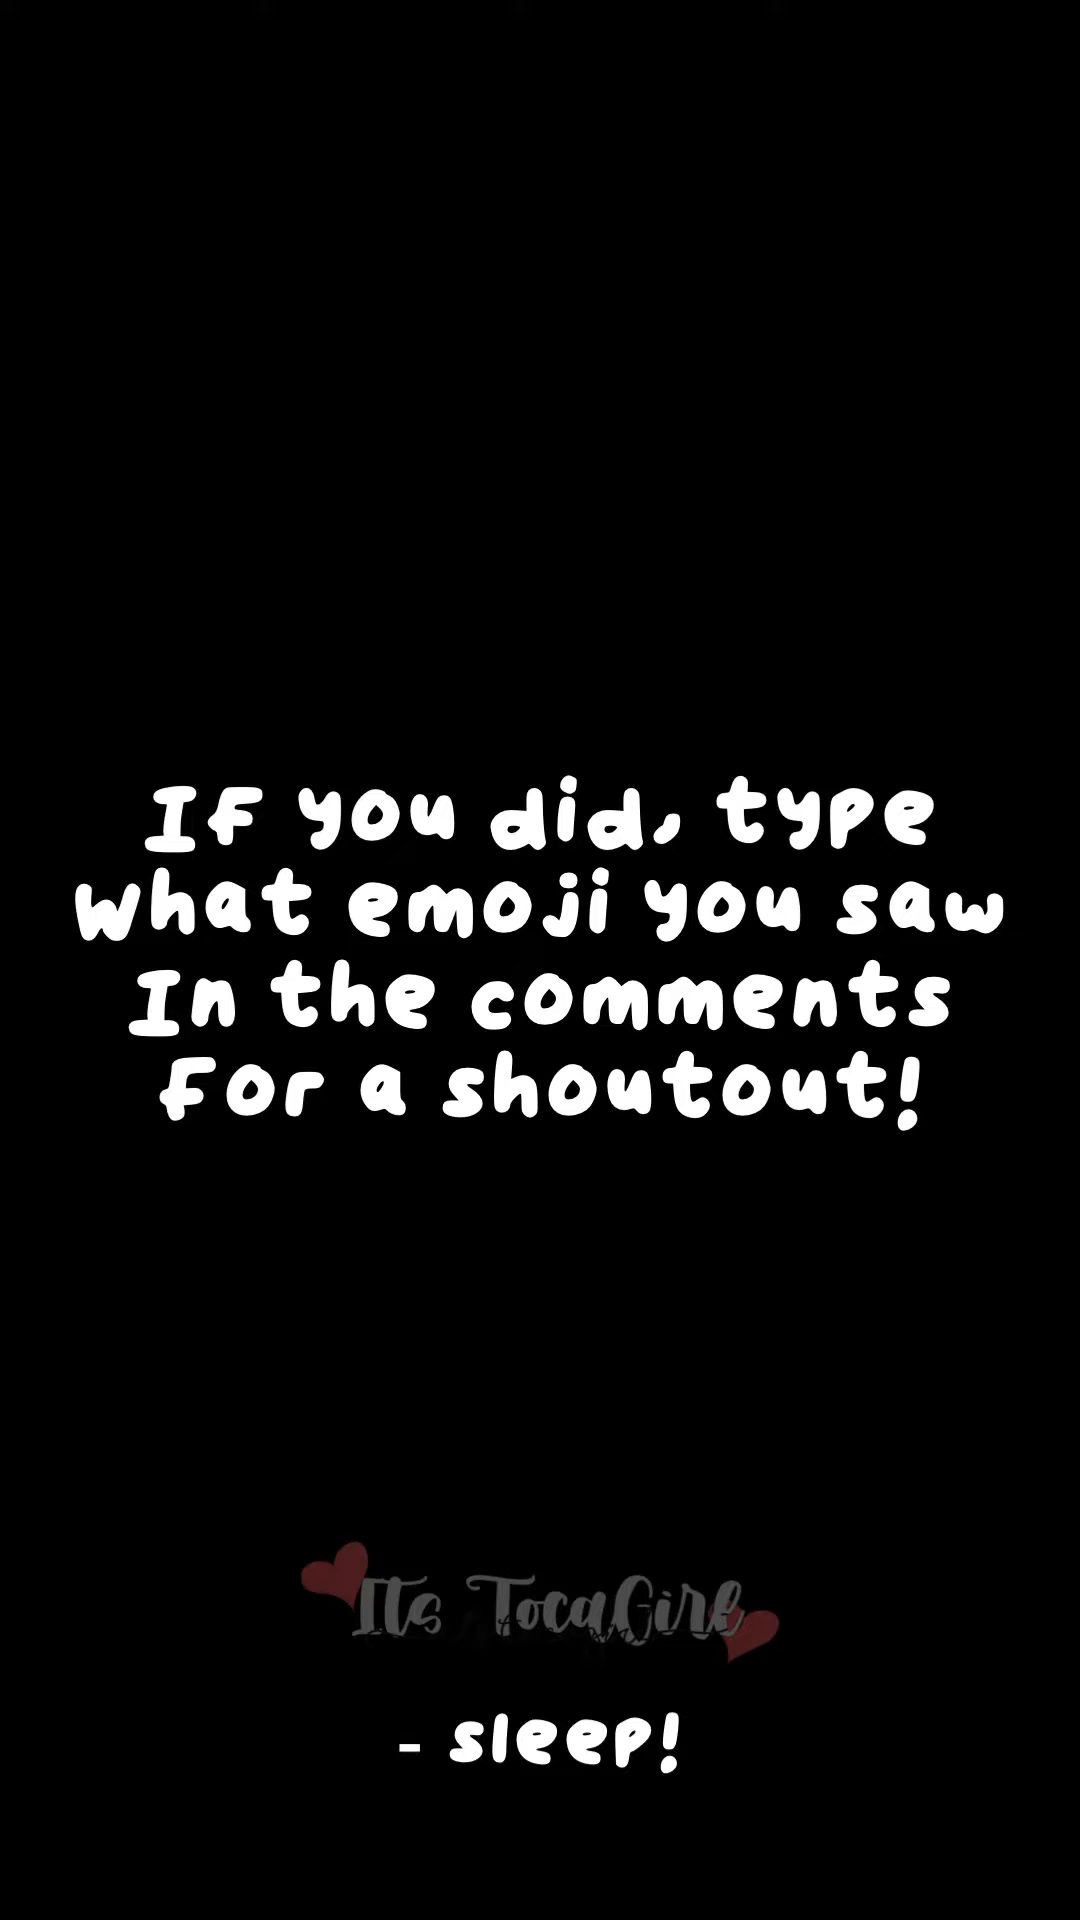 If you did, type
what emoji you saw
In the comments
For a shoutout!
Its TocaGirl
- sleep!